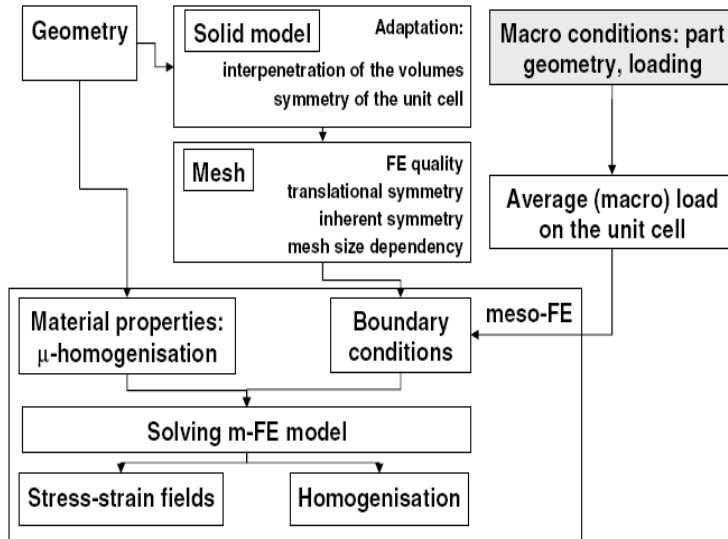 Geometry
Solid model
Adaptation:
interpenetration of the volumes
symmetry of the unit cell
Macro conditions: part
geometry, loading
Mesh
FE quality
translational symmetry
inherent symmetry
mesh size dependency
Average (macro) load
on the unit cell
meso-FE
Material properties:
μ-homogenisation
Boundary
conditions
Solving m-FE model
Stress-strain fields
Homogenisation